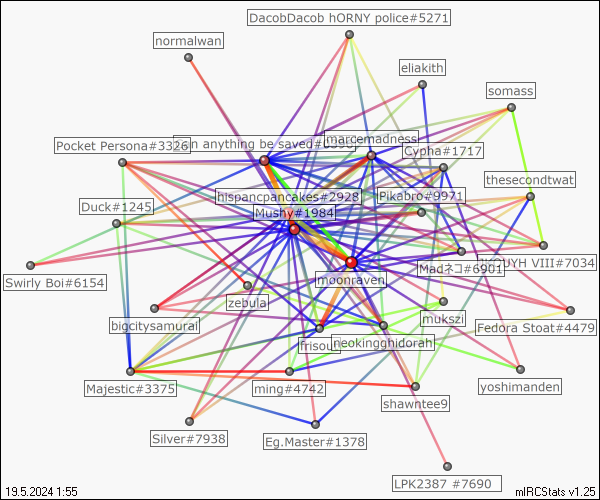 DacobDacob hORNY police#5271
normalwan
eliakith
somass
marcemadness
Pocket Persona#3326
an anything be saved
Cypha#1717
thesecondtwat
hispancpancakes#2928
Pikabro#9971
Duck#1245
Mushy#1984
VIII#7034
Madネコ#6901
moonraven
Swirly Boi#6154
zebula
mukszi
bigcitysamurai
Fedora Stoat#4479
frisou
neokingghidorah
Majestic#3375
ming#4742
yoshimanden
shawntee9
Silver#7938
Eg.Master#1378
LPK2387 #7690
19.5.2024 1:55
mIRCStats v1.25